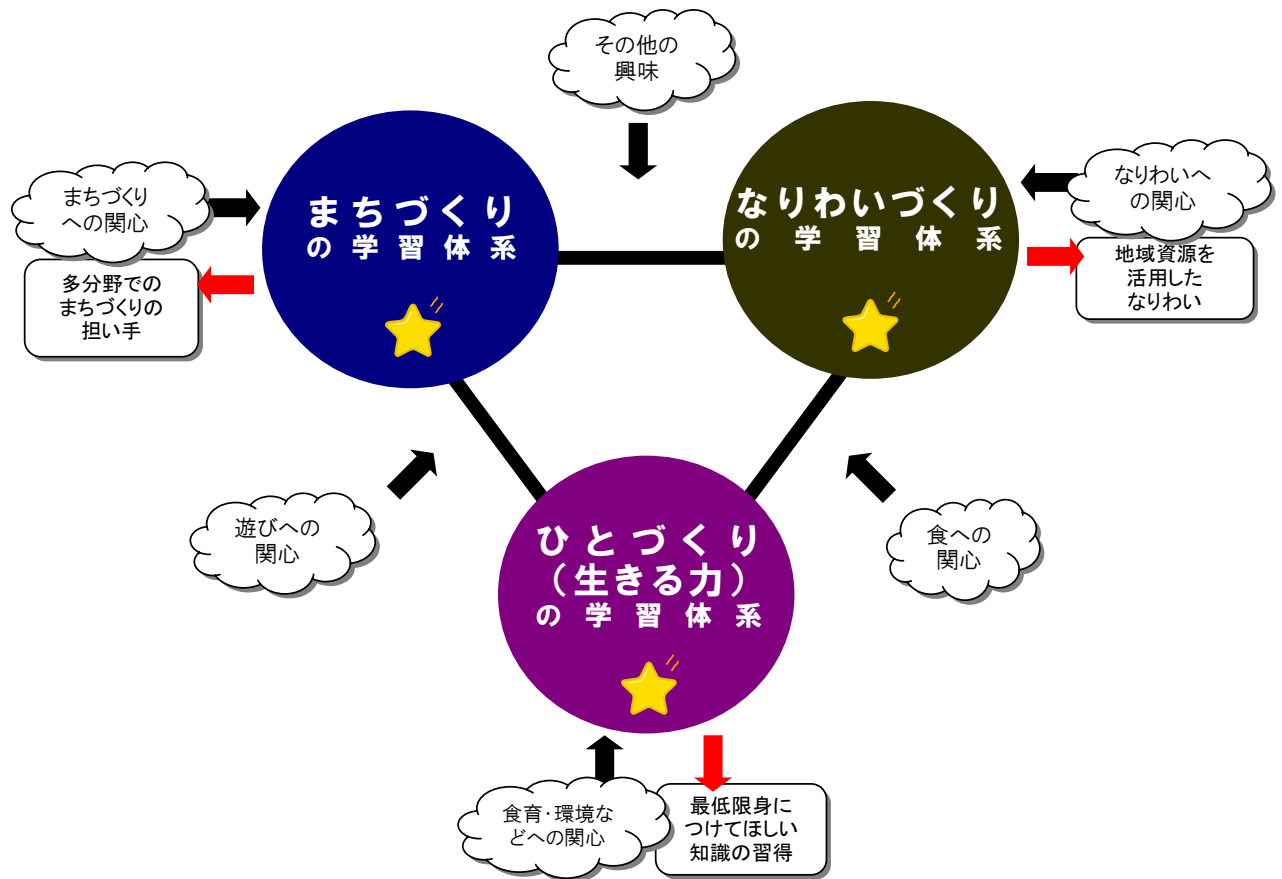 その他の
興味
まちづくり
への関心
まちづくり
の学習体系
なりわいづくり
の学習体系
なりわいへ
の関心
多分野での
まちづくりの
担い手
地域資源を
活用した
なりわい
遊びへの
関心
ひとづくり
（生きる力）
の学習体系
食への
関心
食育・環境な
どへの関心
最低限身に
つけてほしい
知識の習得